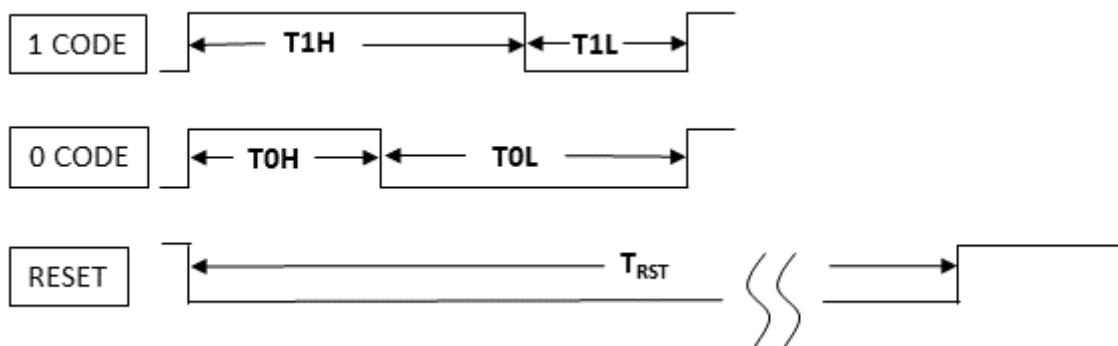 1 CODE T1H T1L
0 CODE T0H T0L
RESET TRST